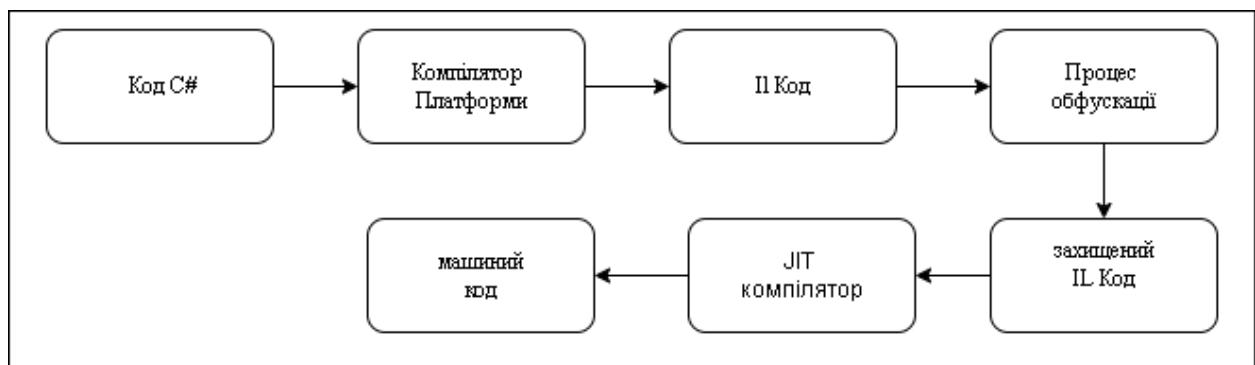 Код C#
Компілятор
Платформи
Il Код
Процес
обфускації
захищений
IL Код
JIT
компілятор
машиний
код